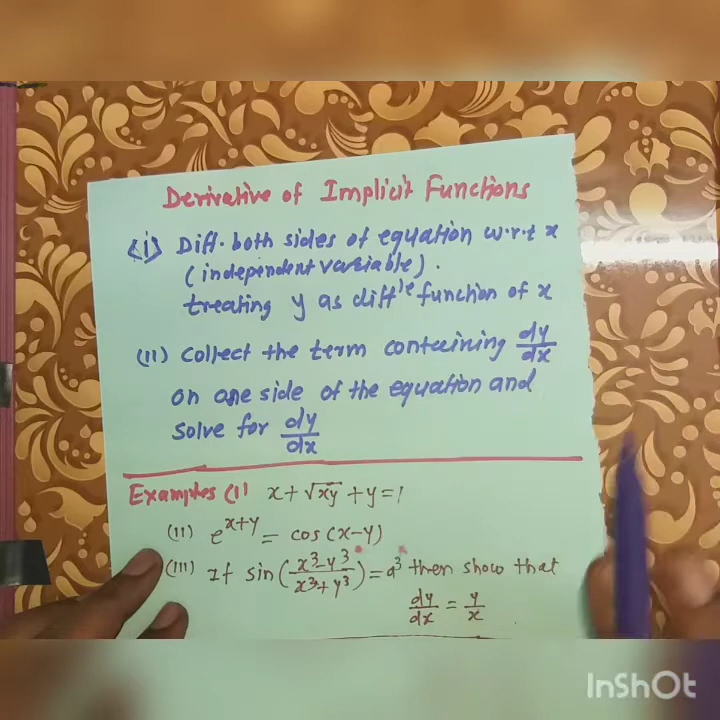 Derivative of Implicit Functions
(i) Diff. both sides of equation w.r.t x
(independent variable).
treating y as diff'le function of x
(ii) collect the term containing dy/dx
on one side of the equation and
solve for dy/dx
Examples (i) x + √xy + y = 1
(ii) e^x+y = cos(x-y)
(iii) If sin(x³-y³/x³+y³) = a³ then show that
dy/dx = y/x
InShOt